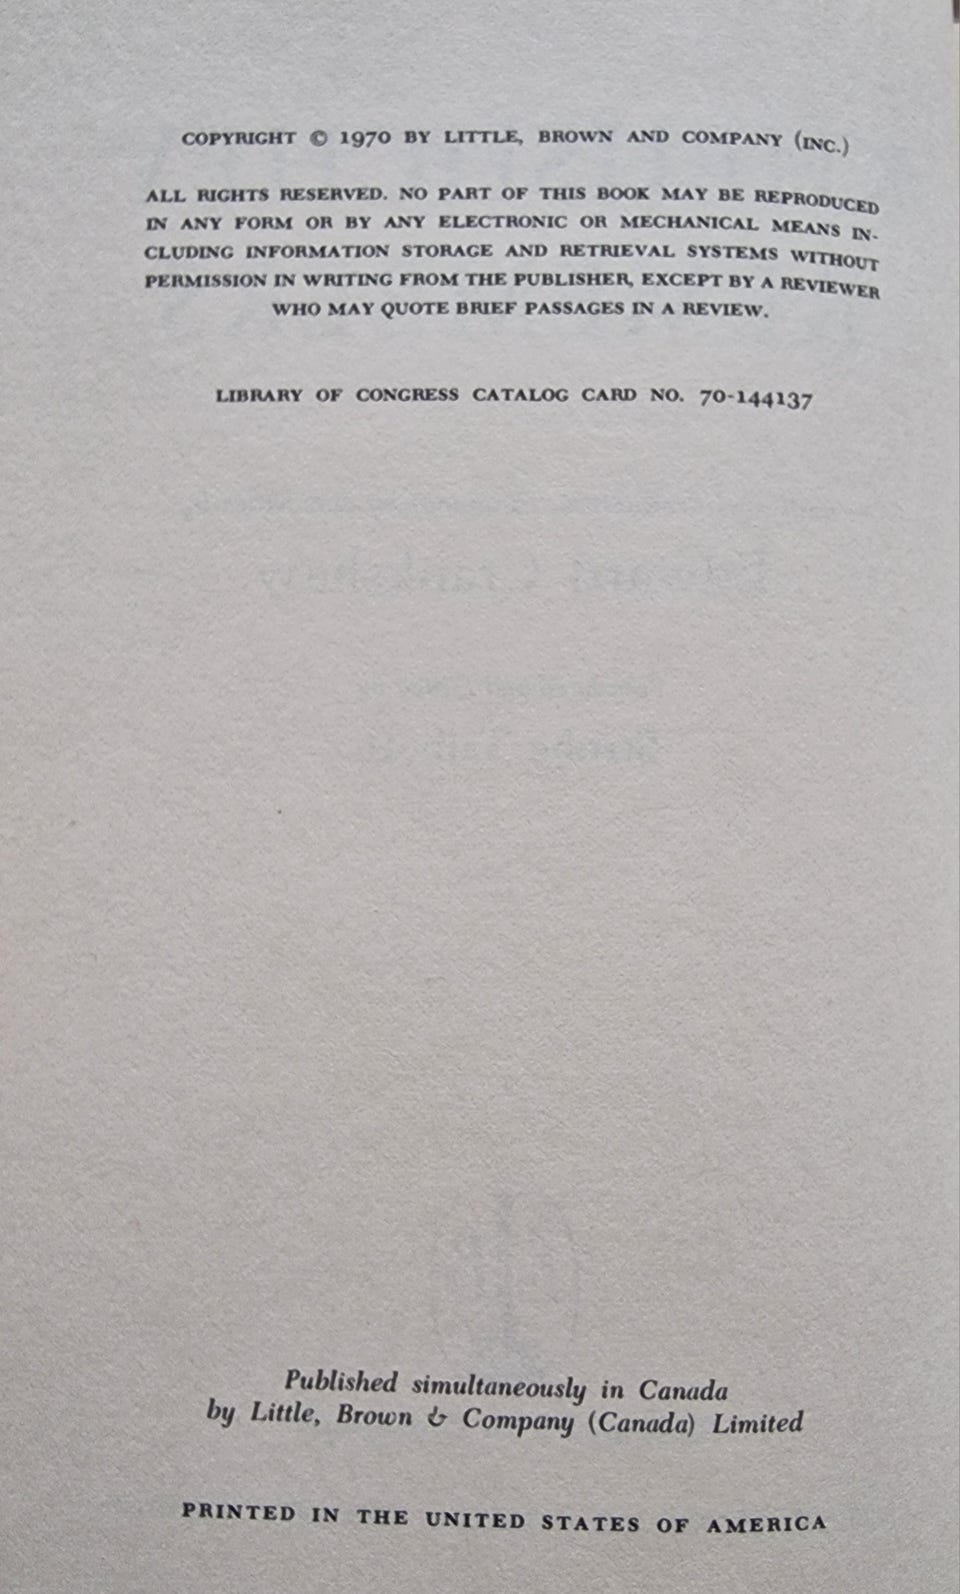 COPYRIGHT © 1970 BY LITTLE, BROWN AND COMPANY (INC.)
ALL RIGHTS RESERVED. NO PART OF THIS BOOK MAY BE REPRODUCED
IN ANY FORM OR BY ANY ELECTRONIC OR MECHANICAL MEANS IN-
CLUDING INFORMATION STORAGE AND RETRIEVAL SYSTEMS WITHOUT
PERMISSION IN WRITING FROM THE PUBLISHER, EXCEPT BY A REVIEWER
WHO MAY QUOTE BRIEF PASSAGES IN A REVIEW.
LIBRARY OF CONGRESS CATALOG CARD NO. 70-144137
Published simultaneously in Canada
by Little, Brown & Company (Canada) Limited
PRINTED IN THE UNITED STATES OF AMERICA